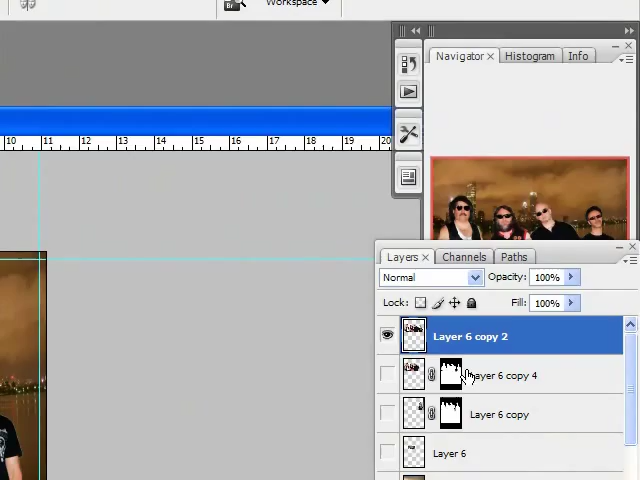 Br Workspace
Navigator × Histogram Info
10 11 12 13 14 15 16 17 18 19 20
Layers × Channels Paths
Normal Opacity: 100%
Lock: Fill: 100%
Layer 6 copy 2
Layer 6 copy 4
Layer 6 copy
Layer 6